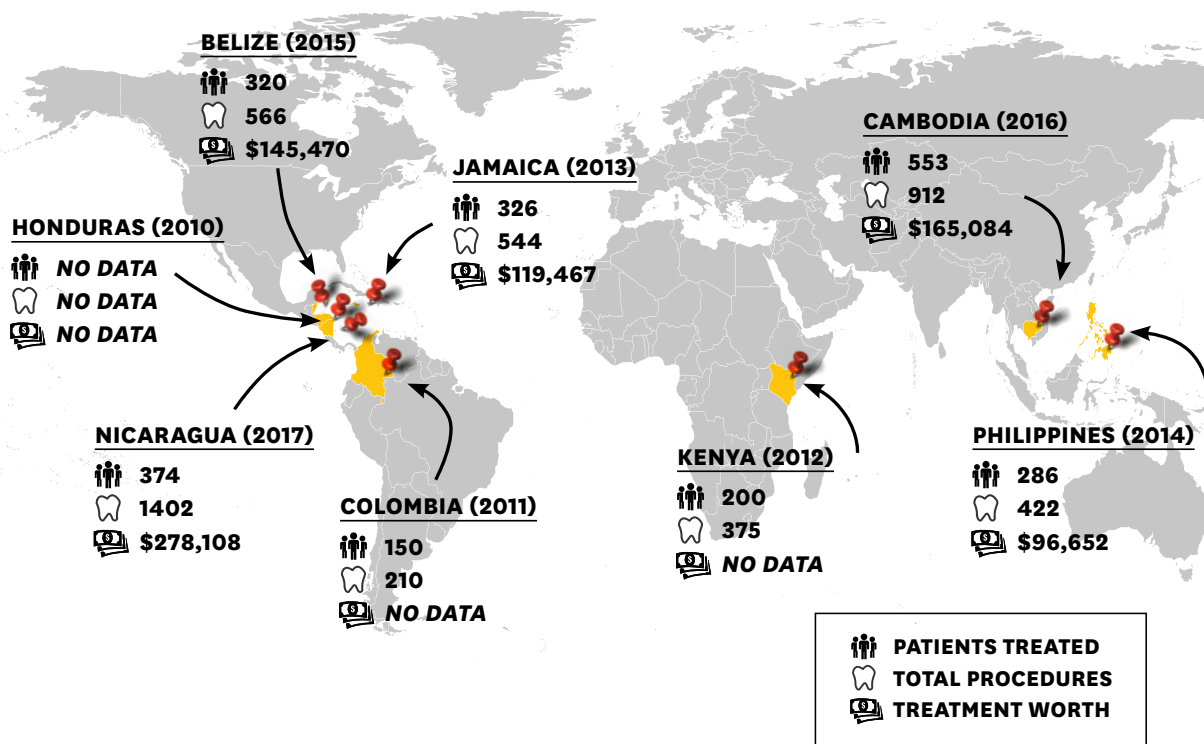 BELIZE (2015)
320
566
$145,470
JAMAICA (2013)
326
544
$119,467
CAMBODIA (2016)
553
912
$165,084
HONDURAS (2010)
NO DATA
NO DATA
NO DATA
NICARAGUA (2017)
374
1402
$278,108
COLOMBIA (2011)
150
210
NO DATA
KENYA (2012)
200
375
NO DATA
PHILIPPINES (2014)
286
422
$96,652
PATIENTS TREATED
TOTAL PROCEDURES
TREATMENT WORTH